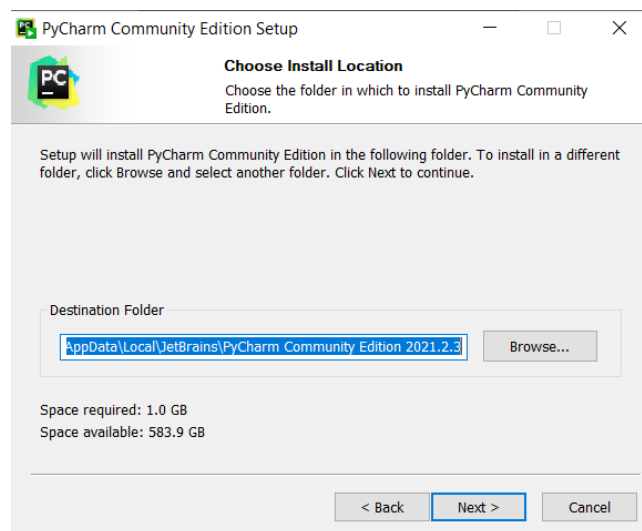 PyCharm Community Edition Setup
PC
Choose Install Location
Choose the folder in which to install PyCharm Community
Edition.
Setup will install PyCharm Community Edition in the following folder. To install in a different
folder, click Browse and select another folder. Click Next to continue.
Destination Folder
AppData\Local\JetBrains\PyCharm Community Edition 2021.2.3
Browse...
Space required: 1.0 GB
Space available: 583.9 GB
< Back
Next >
Cancel